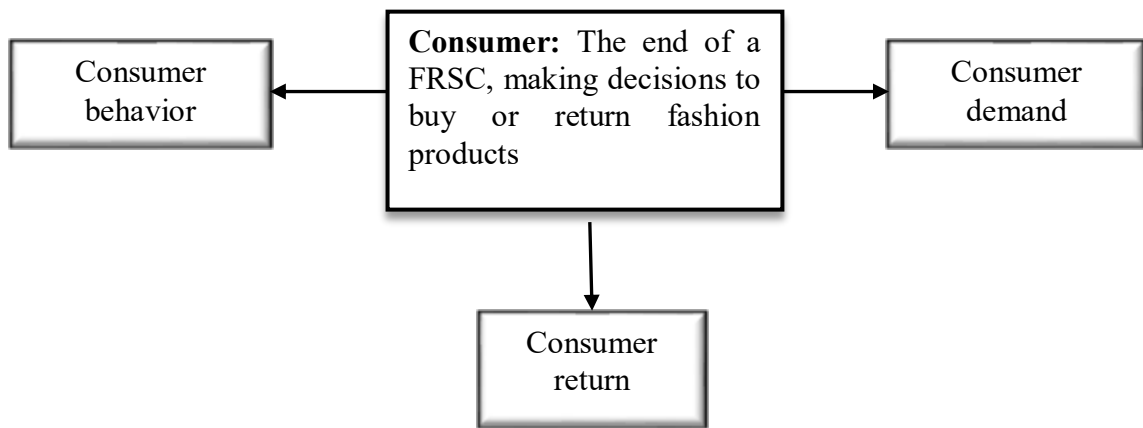 Consumer: The end of a
FRSC, making decisions to
buy or return fashion
products
Consumer
behavior
Consumer
demand
Consumer
return